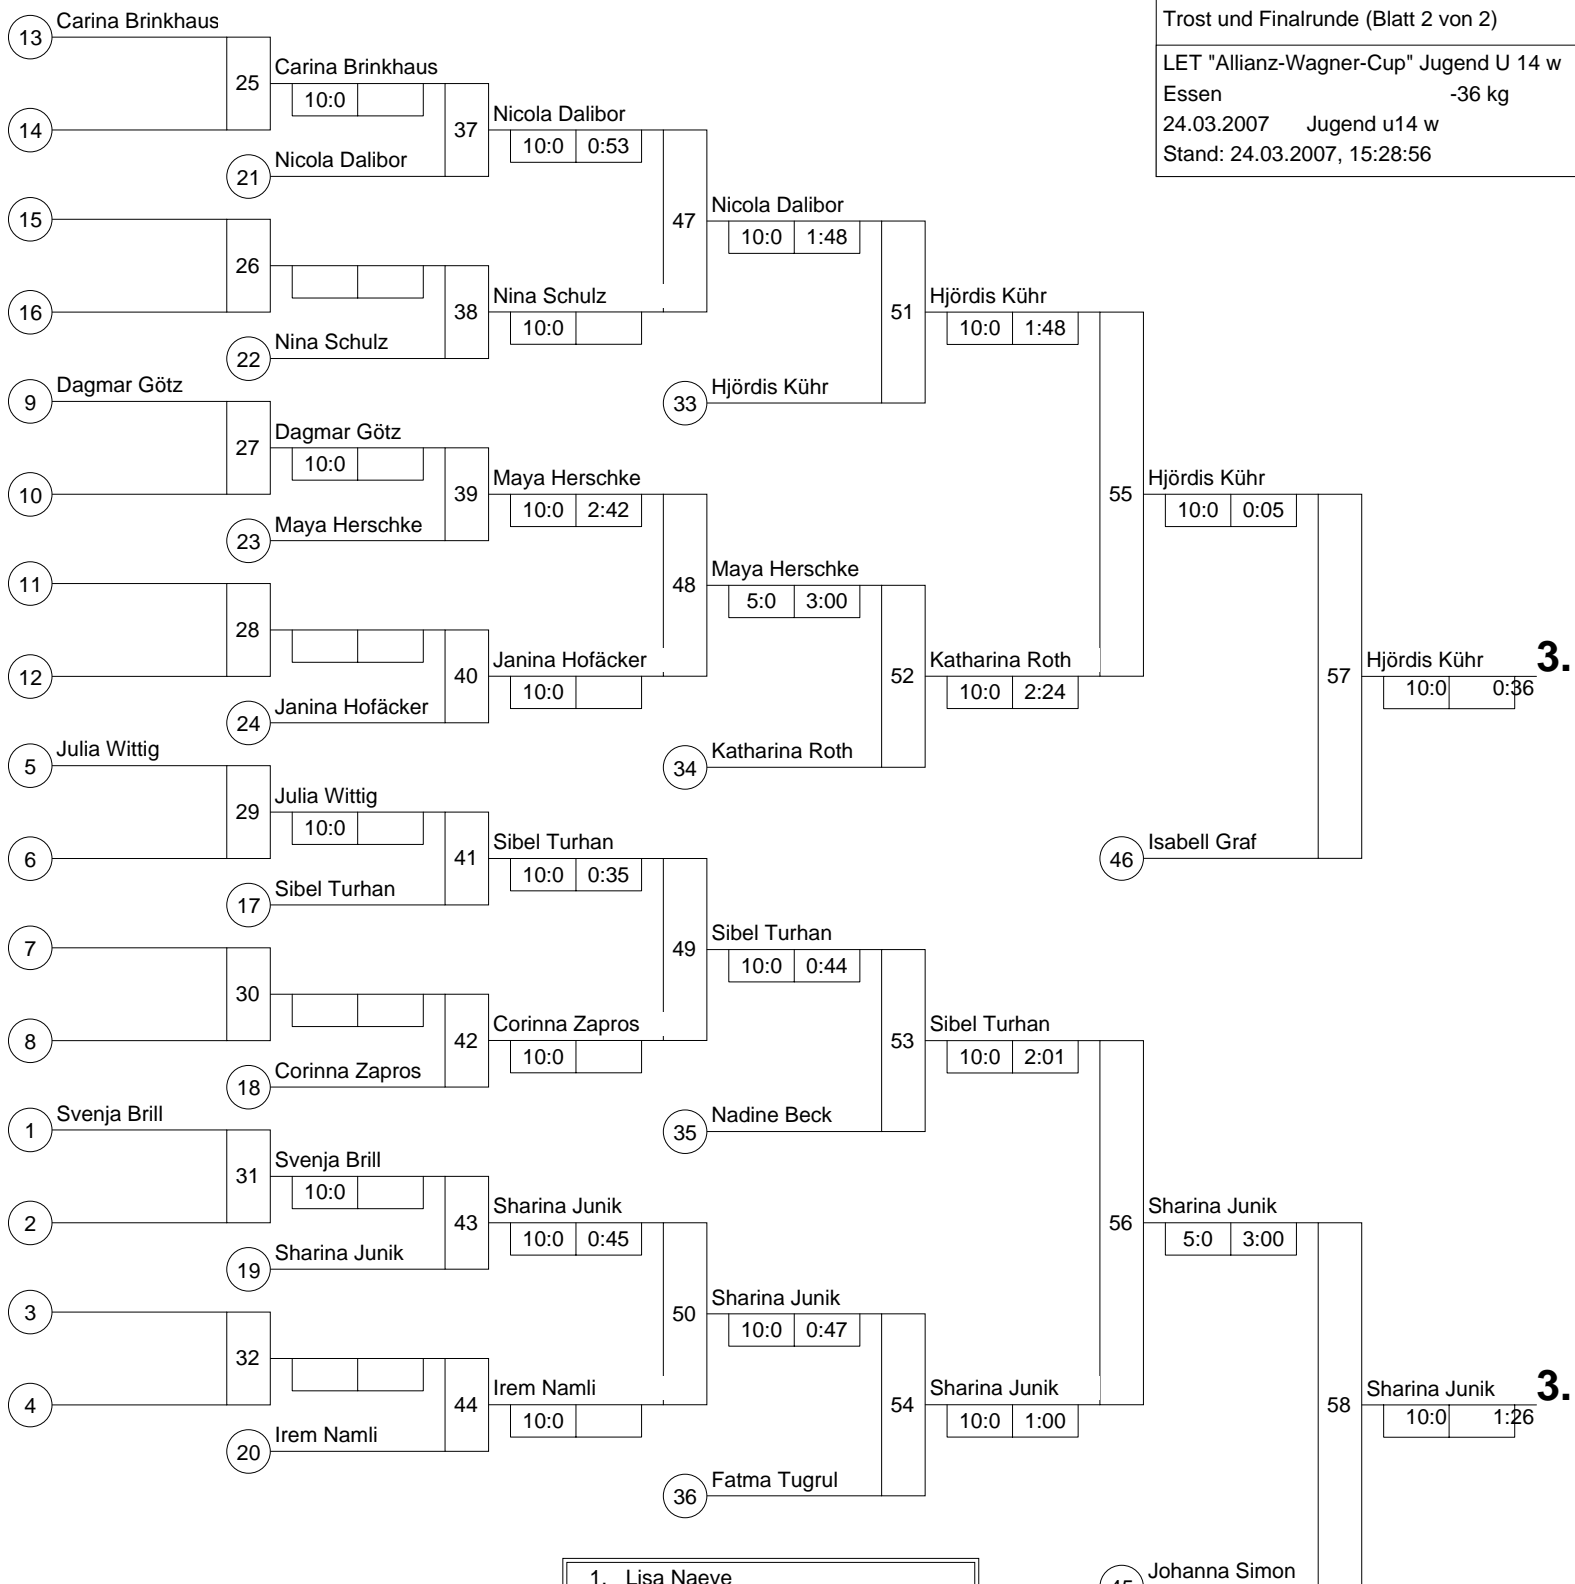 Trost und Finalrunde (Blatt 2 von 2)
LET "Allianz-Wagner-Cup" Jugend U 14 w
Essen -36 kg
24.03.2007 Jugend u14 w
Stand: 24.03.2007, 15:28:56
13 Carina Brinkhaus
25 Carina Brinkhaus
10:0
14
37 Nicola Dalibor
10:0 0:53
21 Nicola Dalibor
15
47 Nicola Dalibor
10:0 1:48
26
16
38 Nina Schulz
10:0
22 Nina Schulz
51 Hjördis Kühr
10:0 1:48
33 Hjördis Kühr
9 Dagmar Götz
27 Dagmar Götz
10:0
10
39 Maya Herschke
10:0 2:42
23 Maya Herschke
55 Hjördis Kühr
10:0 0:05
11
48 Maya Herschke
5:0 3:00
28
12
40 Janina Hofäcker
10:0
24 Janina Hofäcker
52 Katharina Roth
10:0 2:24
34 Katharina Roth
57 Hjördis Kühr 3.
10:0 0:36
5 Julia Wittig
29 Julia Wittig
10:0
6
41 Sibel Turhan
10:0 0:35
17 Sibel Turhan
46 Isabell Graf
7
49 Sibel Turhan
10:0 0:44
30
8
42 Corinna Zapros
10:0
18 Corinna Zapros
53 Sibel Turhan
10:0 2:01
35 Nadine Beck
1 Svenja Brill
31 Svenja Brill
10:0
2
43 Sharina Junik
10:0 0:45
19 Sharina Junik
56 Sharina Junik
5:0 3:00
3
50 Sharina Junik
10:0 0:47
32
4
44 Irem Namli
10:0
20 Irem Namli
54 Sharina Junik
10:0 1:00
58 Sharina Junik 3.
10:0 1:26
36 Fatma Tugrul
1. Lisa Naeve
45 Johanna Simon